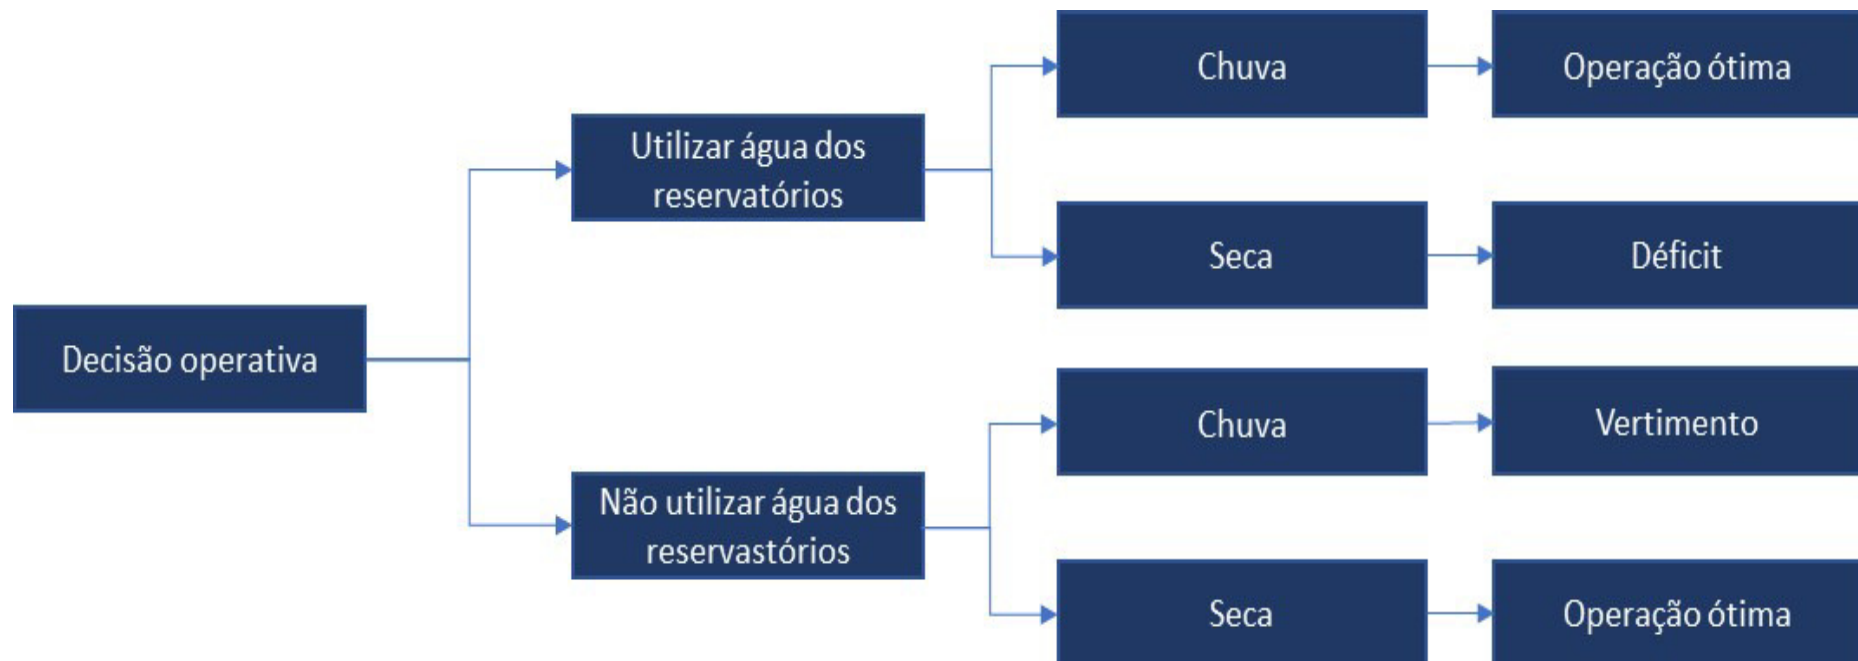 Chuva
Operação ótima
Utilizar água dos
reservatórios
Seca
Déficit
Decisão operativa
Chuva
Vertimento
Não utilizar água dos
reservastórios
Seca
Operação ótima